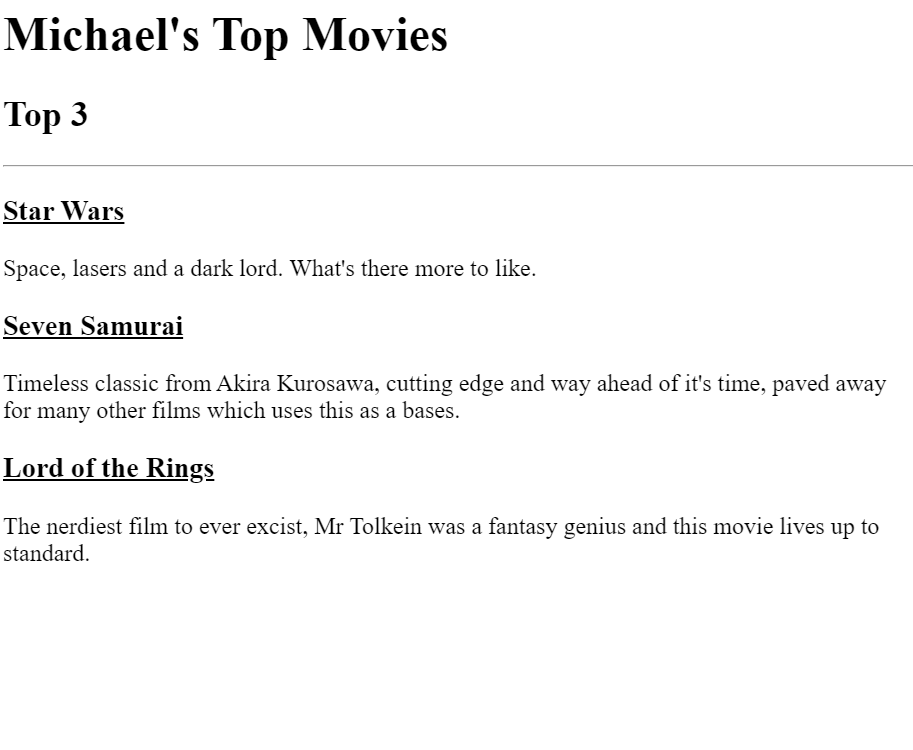 Michael's Top Movies
Top 3
Star Wars
Space, lasers and a dark lord. What's there more to like.
Seven Samurai
Timeless classic from Akira Kurosawa, cutting edge and way ahead of it's time, paved away
for many other films which uses this as a bases.
Lord of the Rings
The nerdiest film to ever excist, Mr Tolkein was a fantasy genius and this movie lives up to
standard.